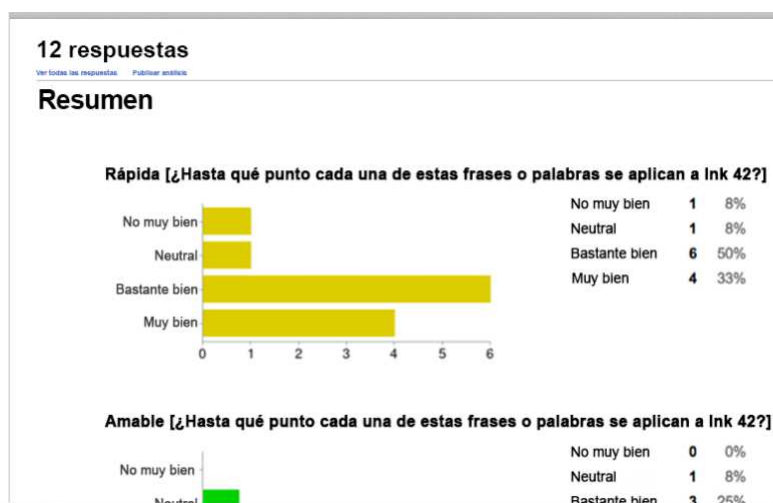 12 respuestas
Ver todas las respuestas Publicar análisis
Resumen
Rápida [¿Hasta qué punto cada una de estas frases o palabras se aplican a Ink 42?]
No muy bien
Neutral
Bastante bien
Muy bien
0 1 2 3 4 5 6
No muy bien 1 8%
Neutral 1 8%
Bastante bien 6 50%
Muy bien 4 33%
Amable [¿Hasta qué punto cada una de estas frases o palabras se aplican a Ink 42?]
No muy bien
Neutral
No muy bien 0 0%
Neutral 1 8%
Bastante bien 3 25%